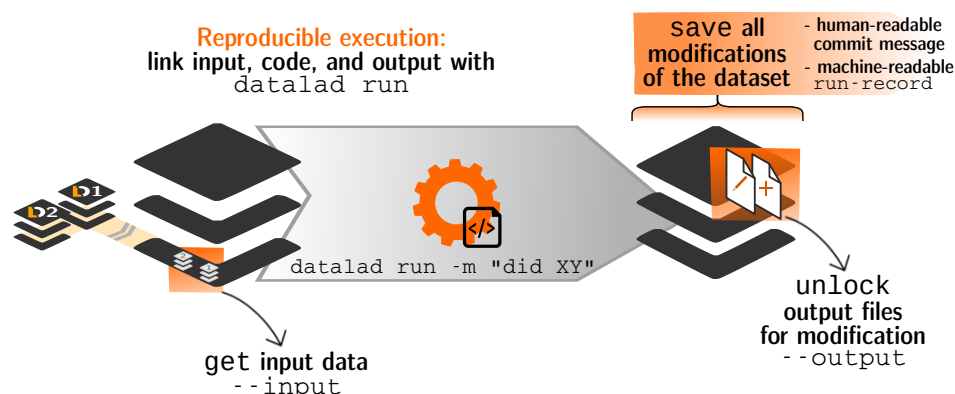 Reproducible execution:
link input, code, and output with
datalad run
save all
modifications
of the dataset
- human-readable
commit message
- machine-readable
run-record
D1
D2
2
1
</>
datalad run -m "did XY"
get input data
--input
unlock
output files
for modification
--output